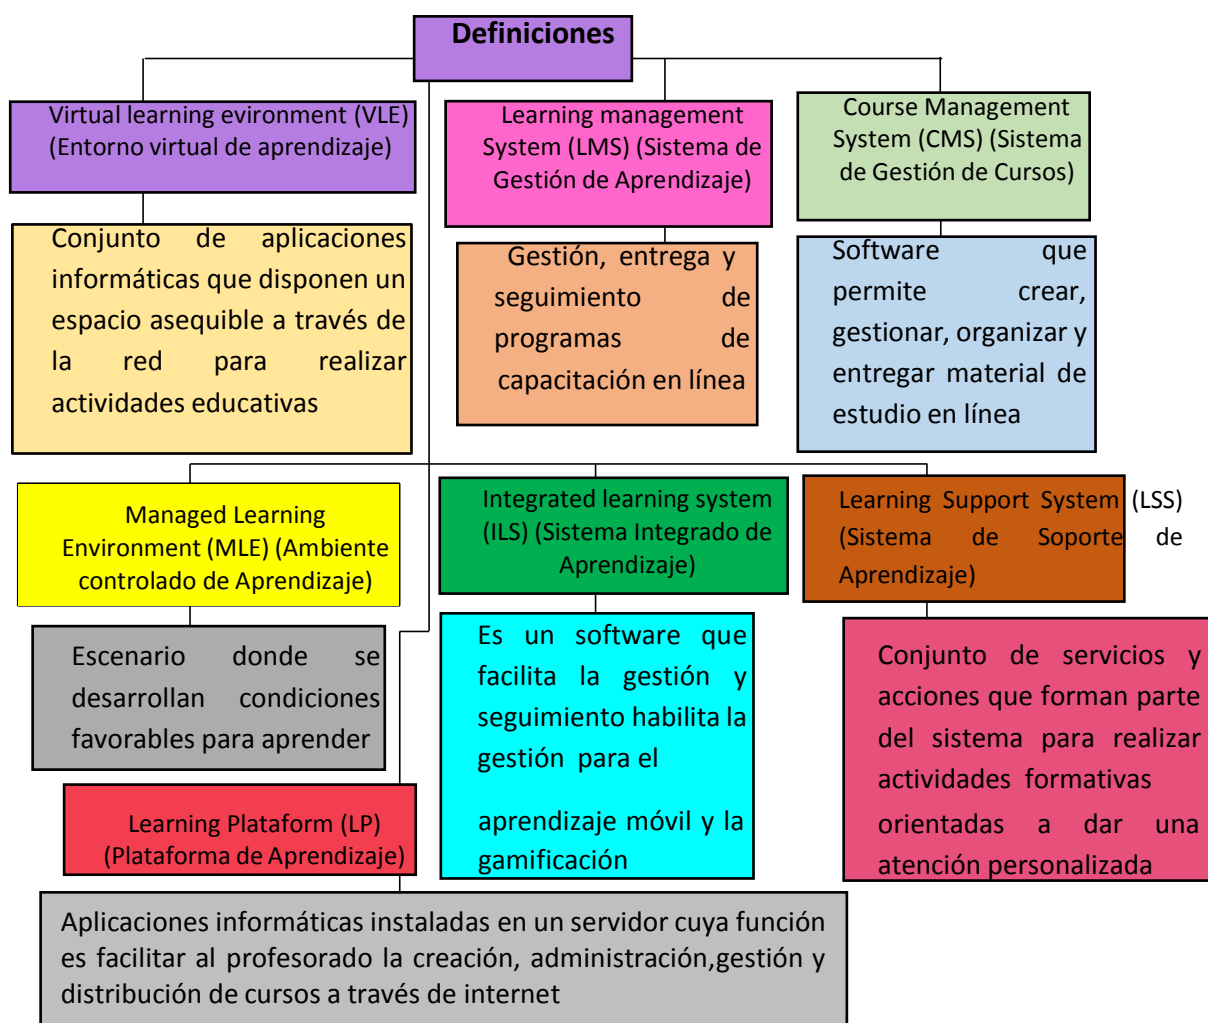 Definiciones
Virtual learning evironment (VLE)
(Entorno virtual de aprendizaje)
Learning management
System (LMS) (Sistema de
Gestión de Aprendizaje)
Course Management
System (CMS) (Sistema
de Gestión de Cursos)
Conjunto de aplicaciones
informáticas que disponen un
espacio asequible a través de
la red para realizar
actividades educativas
Gestión, entrega y
seguimiento de
programas de
capacitación en línea
Software que
permite crear,
gestionar, organizar y
entregar material de
estudio en línea
Managed Learning
Environment (MLE) (Ambiente
controlado de Aprendizaje)
Integrated learning system
(ILS) (Sistema Integrado de
Aprendizaje)
Learning Support System (LSS)
(Sistema de Soporte de
Aprendizaje)
Escenario donde se
desarrollan condiciones
favorables para aprender
Es un software que
facilita la gestión y
seguimiento habilita la
gestión para el
aprendizaje móvil y la
gamificación
Conjunto de servicios y
acciones que forman parte
del sistema para realizar
actividades formativas
orientadas a dar una
atención personalizada
Learning Plataform (LP)
(Plataforma de Aprendizaje)
Aplicaciones informáticas instaladas en un servidor cuya función
es facilitar al profesorado la creación, administración,gestión y
distribución de cursos a través de internet